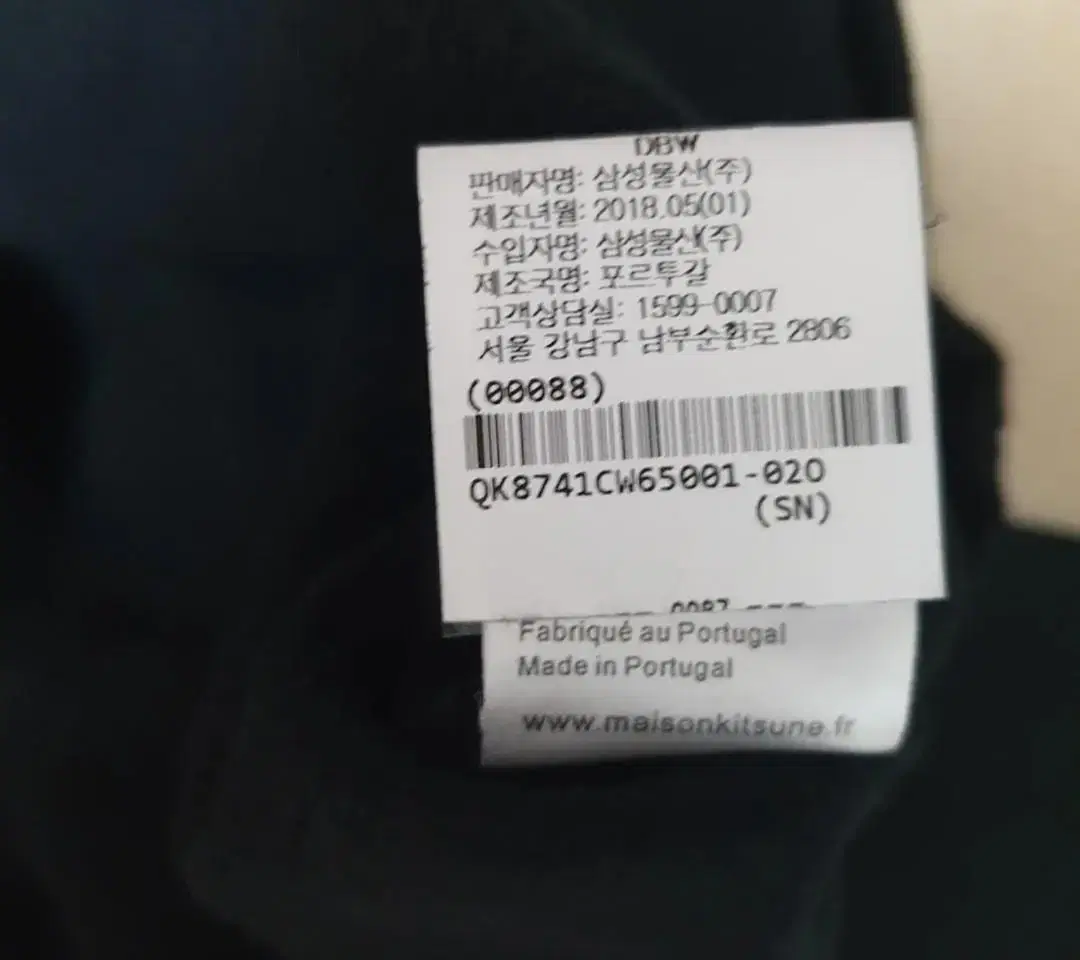 DBW
판매자명: 삼성물산(주)
제조년월: 2018.05(01)
수입자명: 삼성물산(주)
제조국명: 포르투갈
고객상담실: 1599-0007
서울 강남구 남부순환로 2806
(00088)
QK8741CW65001-02O
(SN)
Fabriqué au Portugal
Made in Portugal
www.maisonkitsune.fr